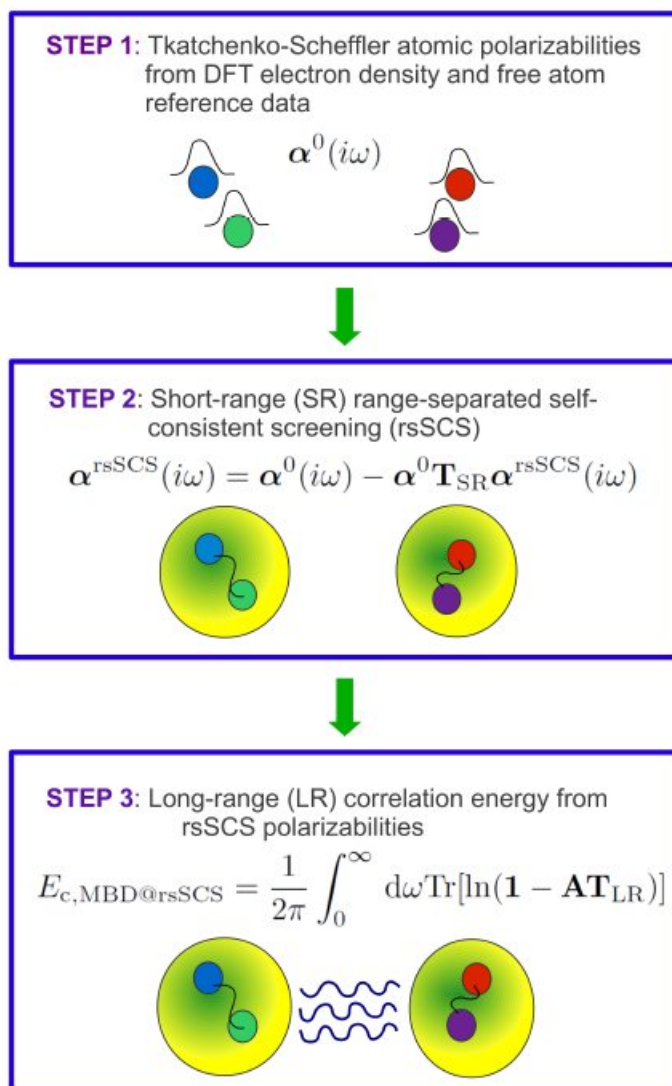 STEP 1: Tkatchenko-Scheffler atomic polarizabilities
from DFT electron density and free atom
reference data
α⁰(iω)
STEP 2: Short-range (SR) range-separated self-
consistent screening (rsSCS)
α^rsSCS(iω) = α⁰(iω) − α⁰T_SRα^rsSCS(iω)
STEP 3: Long-range (LR) correlation energy from
rsSCS polarizabilities
E_c,MBD@rsSCS = 1/2π ∫₀^∞ dωTr[ln(1 − AT_LR)]